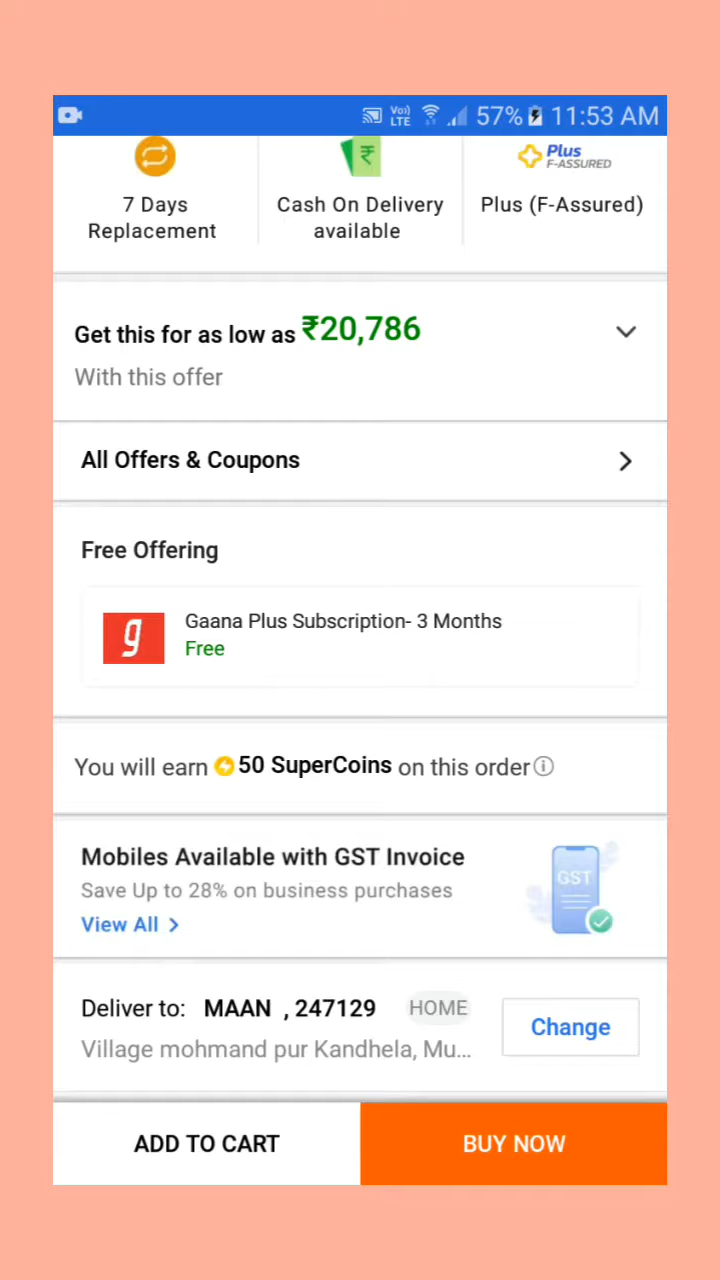 Vo)) LTE 57% 11:53 AM
Plus
F-ASSURED
7 Days
Replacement
Cash On Delivery
available
Plus (F-Assured)
Get this for as low as ₹20,786
With this offer
All Offers & Coupons
Free Offering
g
Gaana Plus Subscription- 3 Months
Free
You will earn 50 SuperCoins on this order
Mobiles Available with GST Invoice
Save Up to 28% on business purchases
View All
GST
Deliver to: MAAN , 247129 HOME
Village mohmand pur Kandhela, Mu...
Change
ADD TO CART
BUY NOW